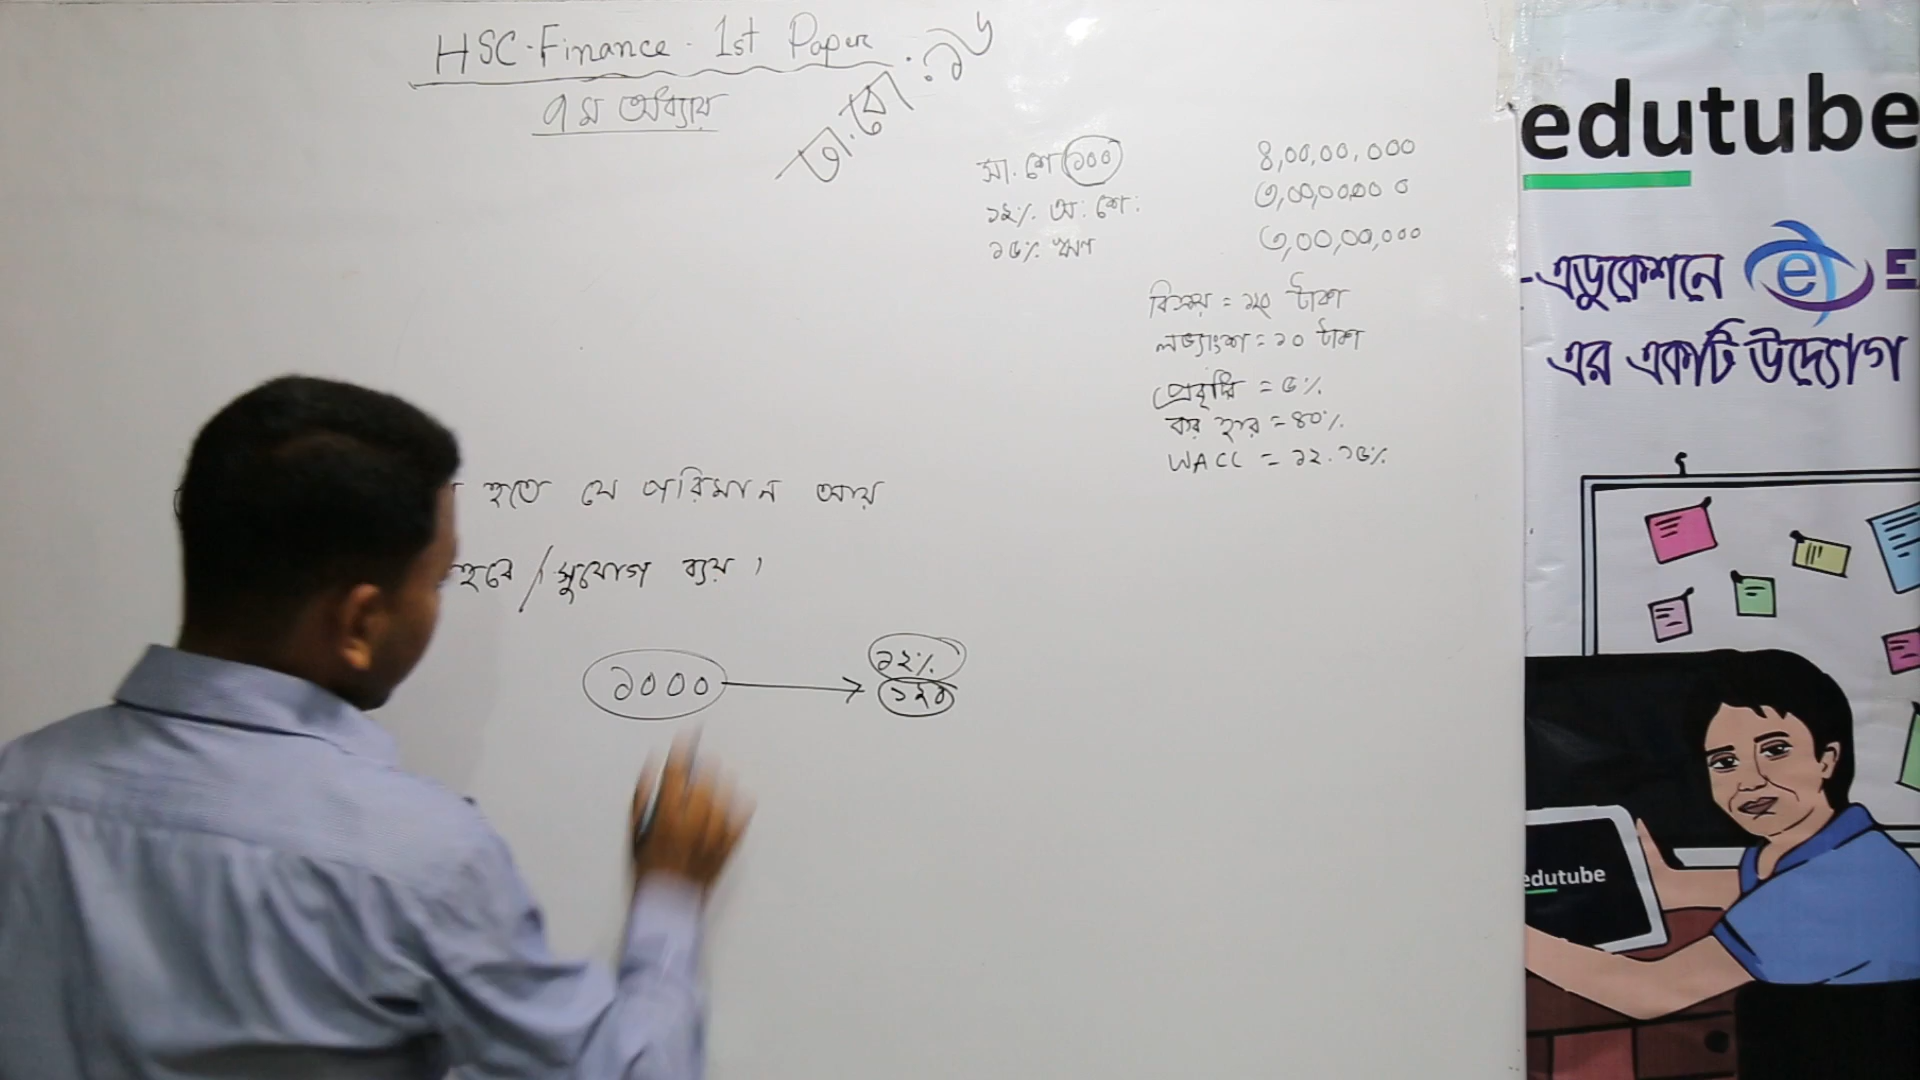 HSC-Finance-1st Paper
৭ম অধ্যায়
ঢা.বো:১৬
সা. শে ১০০ ৪,০০,০০,০০০
১২% অ: শে: ৩,০০,০০,০০০
১৫% ঋণ ৩,০০,০০,০০০
বিক্রয় = ১২০ টাকা
লভ্যাংশ = ১০ টাকা
প্রবৃদ্ধি = ৫%
কর হার = ৪০%
WACC = ১২.১৫%
হতে যে পরিমান আয়
হবে / সুযোগ ব্যয়।
১০০০ ১২%
১২০
edutube
-এডুকেশনে e E
এর একটি উদ্যোগ
edutube